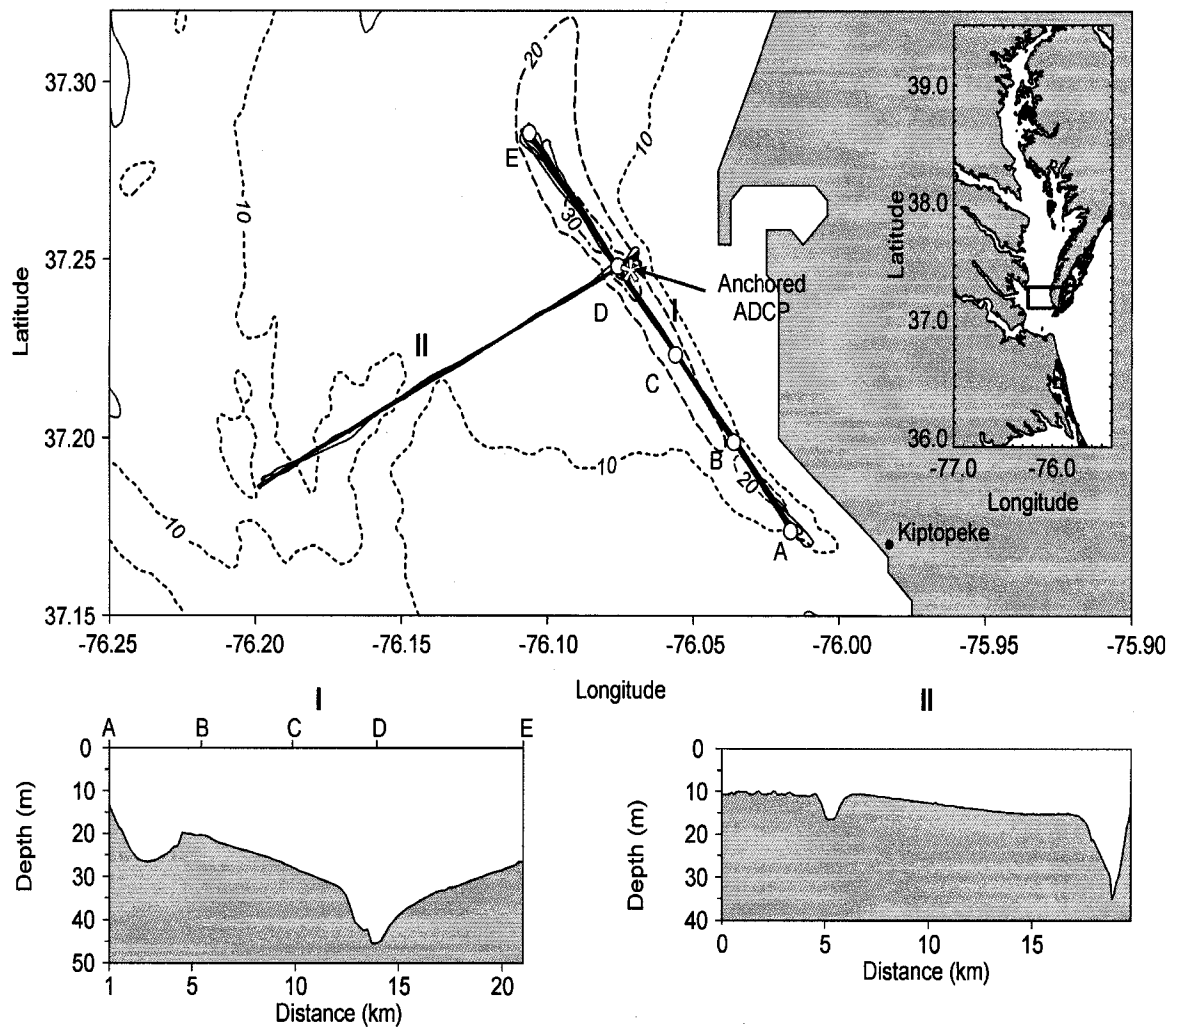 37.30
37.25
37.20
37.15
Latitude
-76.25
-76.20
-76.15
-76.10
-76.05
-76.00
-75.95
-75.90
Longitude
20
10
10
30
10
20
10
E
D
C
B
A
I
II
Anchored
ADCP
Kiptopeke
39.0
38.0
37.0
36.0
Latitude
-77.0
-76.0
Longitude
I
A B C D E
0
10
20
30
40
50
Depth (m)
1 5 10 15 20
Distance (km)
II
0
10
20
30
40
Depth (m)
0 5 10 15
Distance (km)